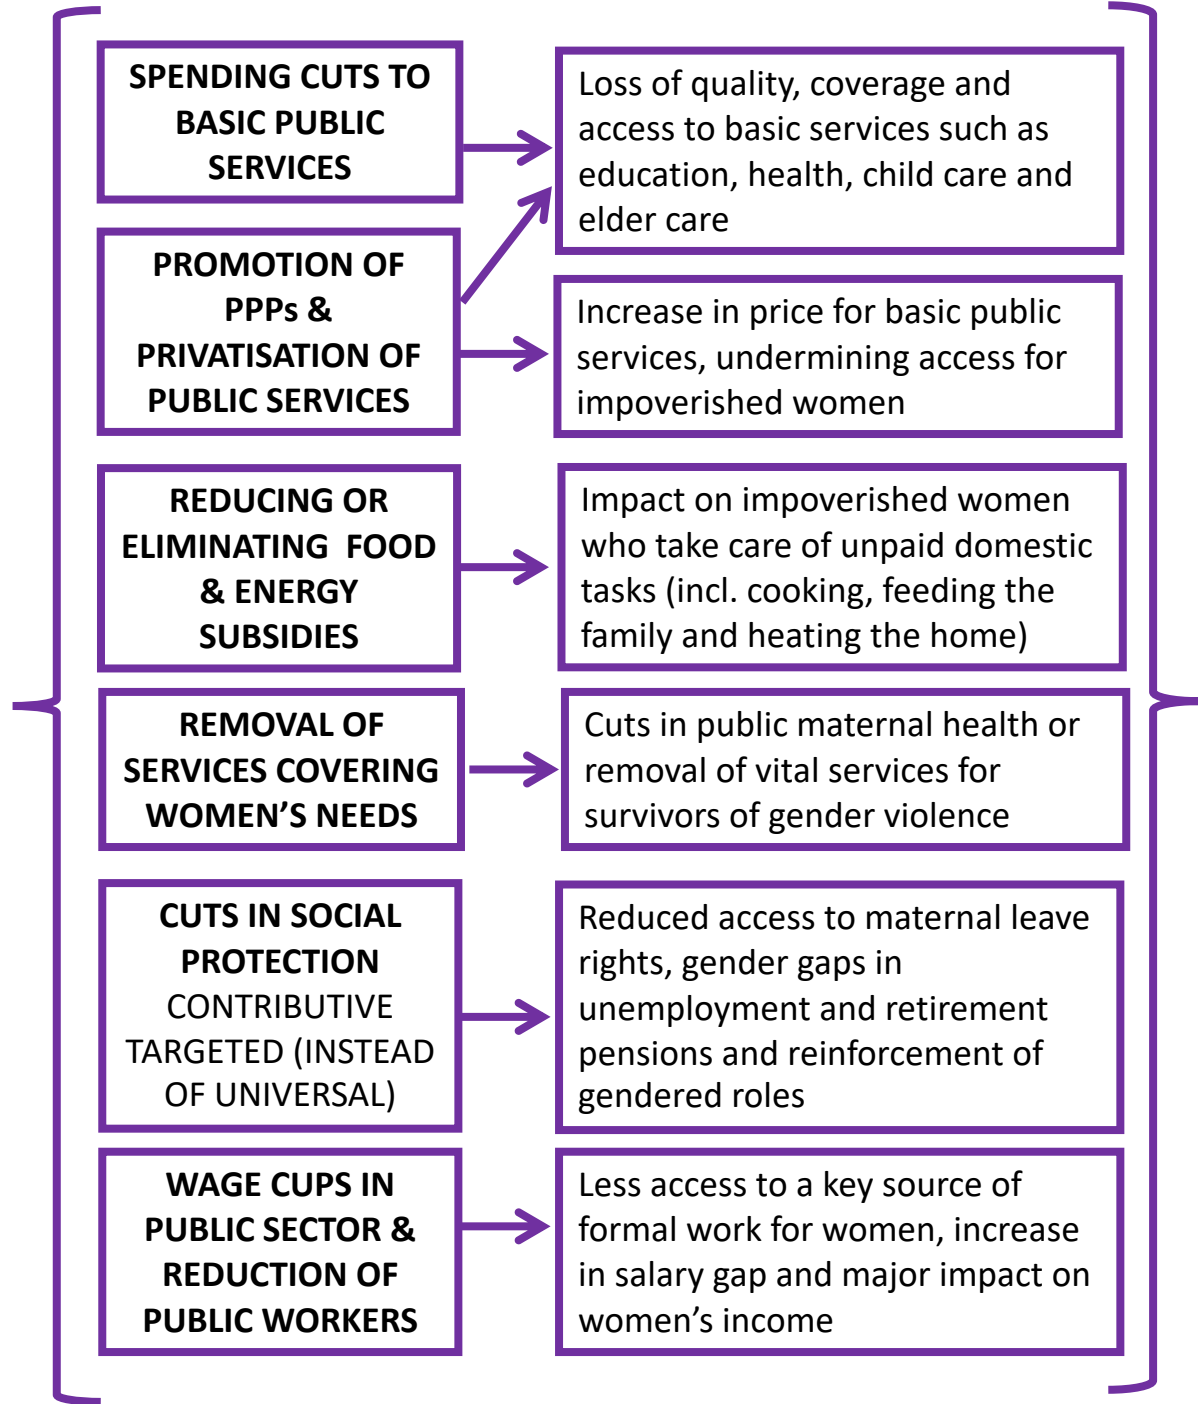 SPENDING CUTS TO
BASIC PUBLIC
SERVICES
Loss of quality, coverage and
access to basic services such as
education, health, child care and
elder care
PROMOTION OF
PPPs &
PRIVATISATION OF
PUBLIC SERVICES
Increase in price for basic public
services, undermining access for
impoverished women
REDUCING OR
ELIMINATING FOOD
& ENERGY
SUBSIDIES
Impact on impoverished women
who take care of unpaid domestic
tasks (incl. cooking, feeding the
family and heating the home)
REMOVAL OF
SERVICES COVERING
WOMEN’S NEEDS
Cuts in public maternal health or
removal of vital services for
survivors of gender violence
CUTS IN SOCIAL
PROTECTION
CONTRIBUTIVE
TARGETED (INSTEAD
OF UNIVERSAL)
Reduced access to maternal leave
rights, gender gaps in
unemployment and retirement
pensions and reinforcement of
gendered roles
WAGE CUPS IN
PUBLIC SECTOR &
REDUCTION OF
PUBLIC WORKERS
Less access to a key source of
formal work for women, increase
in salary gap and major impact on
women’s income